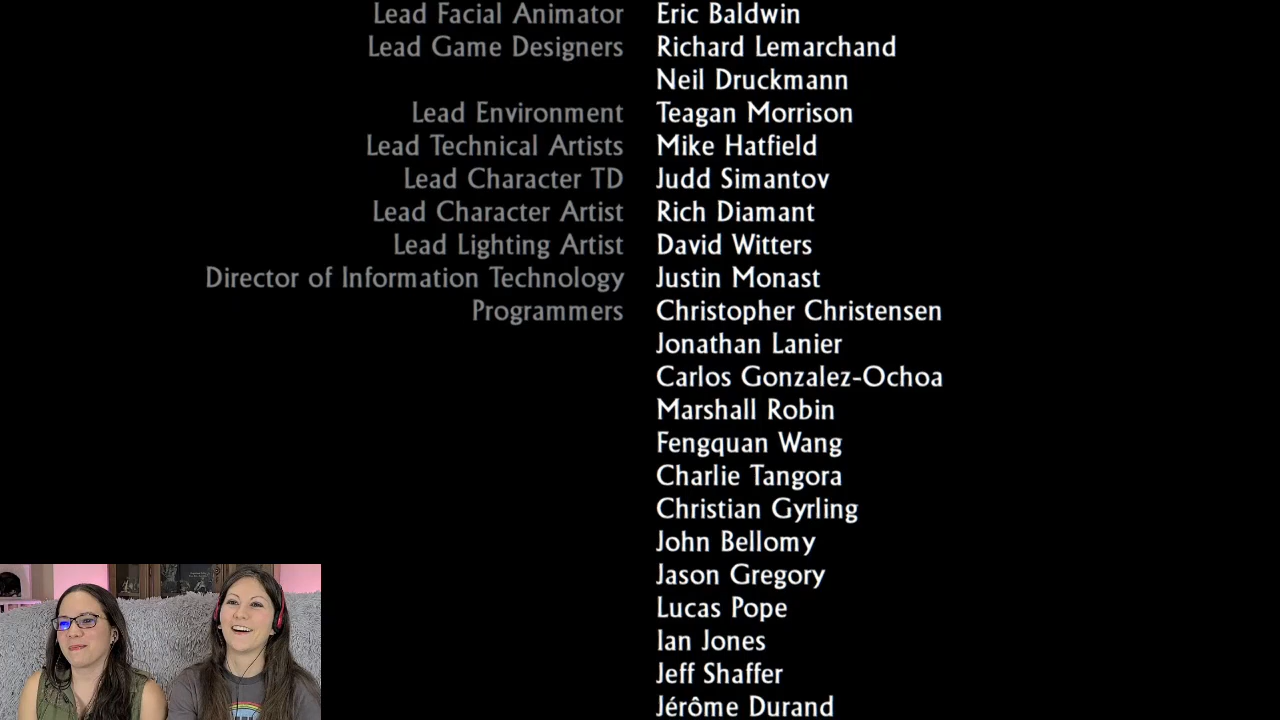 Lead Facial Animator Eric Baldwin
Lead Game Designers Richard Lemarchand
Neil Druckmann
Lead Environment Teagan Morrison
Lead Technical Artists Mike Hatfield
Lead Character TD Judd Simantov
Lead Character Artist Rich Diamant
Lead Lighting Artist David Witters
Director of Information Technology Justin Monast
Programmers Christopher Christensen
Jonathan Lanier
Carlos Gonzalez-Ochoa
Marshall Robin
Fengquan Wang
Charlie Tangora
Christian Gyrling
John Bellomy
Jason Gregory
Lucas Pope
Ian Jones
Jeff Shaffer
Jérôme Durand